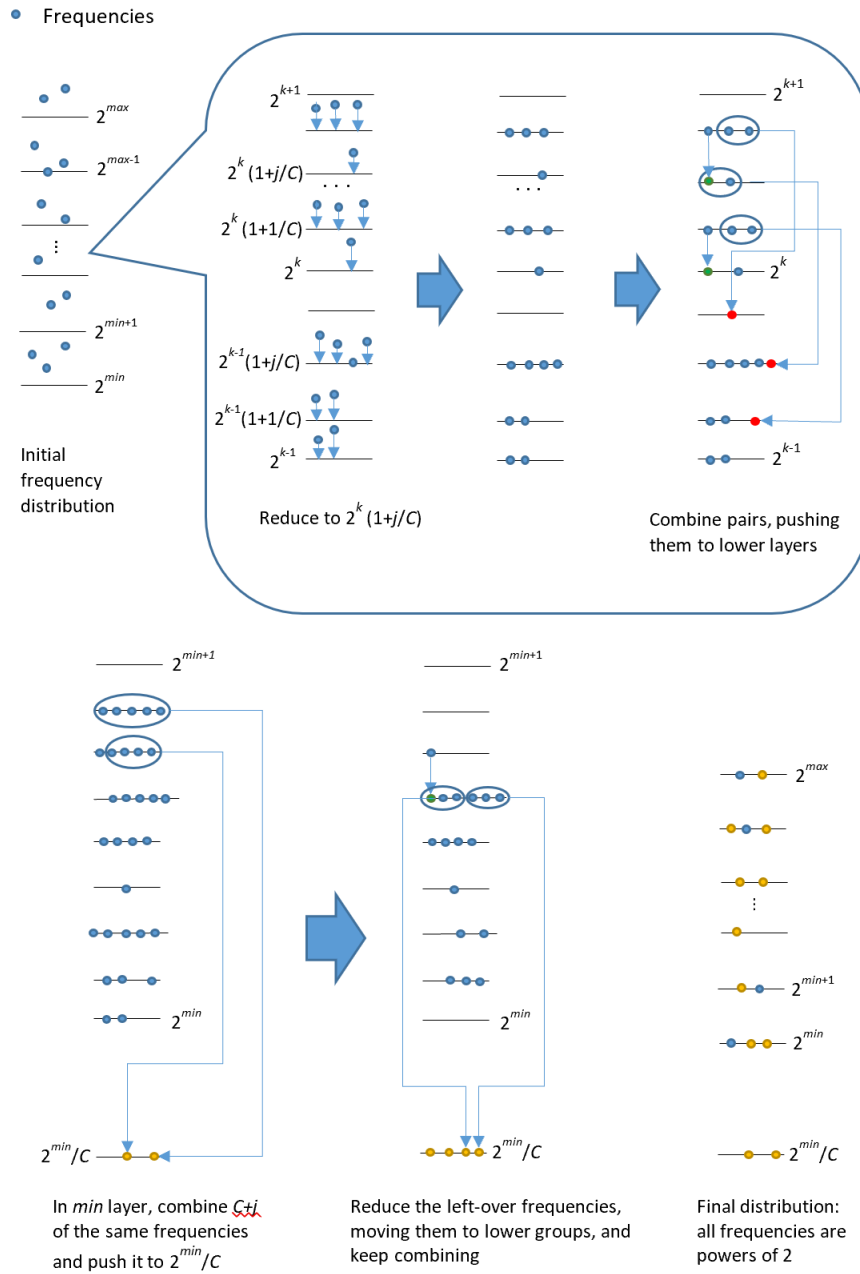 Frequencies
2^max
2^max-1
⋮
2^min+1
2^min
Initial
frequency
distribution
2^k+1
2^k (1+j/C)
. . .
2^k (1+1/C)
2^k
2^k-1 (1+j/C)
2^k-1 (1+1/C)
2^k-1
Reduce to 2^k (1+j/C)
. . .
2^k+1
2^k
2^k-1
Combine pairs, pushing
them to lower layers
2^min+1
2^min
2^min/C
In min layer, combine C+j
of the same frequencies
and push it to 2^min/C
2^min+1
2^min
2^min/C
Reduce the left-over frequencies,
moving them to lower groups, and
keep combining
2^max
⋮
2^min+1
2^min
2^min/C
Final distribution:
all frequencies are
powers of 2